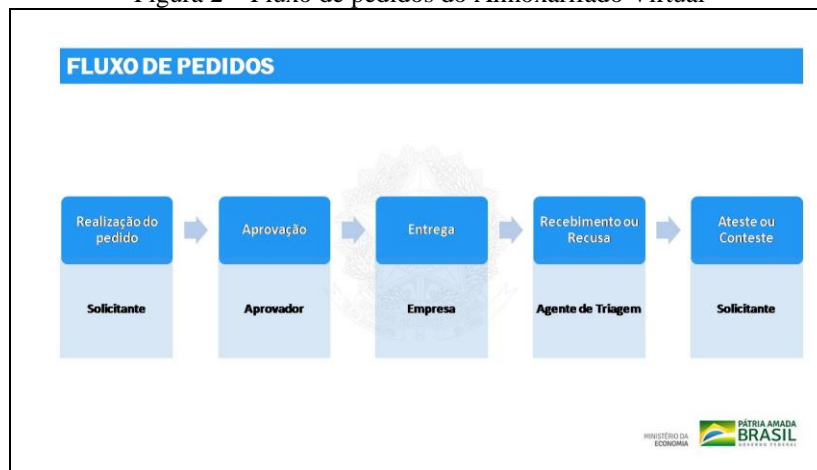 Figura 2 – Fluxo de pedidos do Almoxarifado Virtual
FLUXO DE PEDIDOS
Realização do
pedido
Solicitante
Aprovação
Aprovador
Entrega
Empresa
Recebimento ou
Recusa
Agente de Triagem
Ateste ou
Conteste
Solicitante
MINISTÉRIO DA
ECONOMIA
PÁTRIA AMADA
BRASIL
GOVERNO FEDERAL